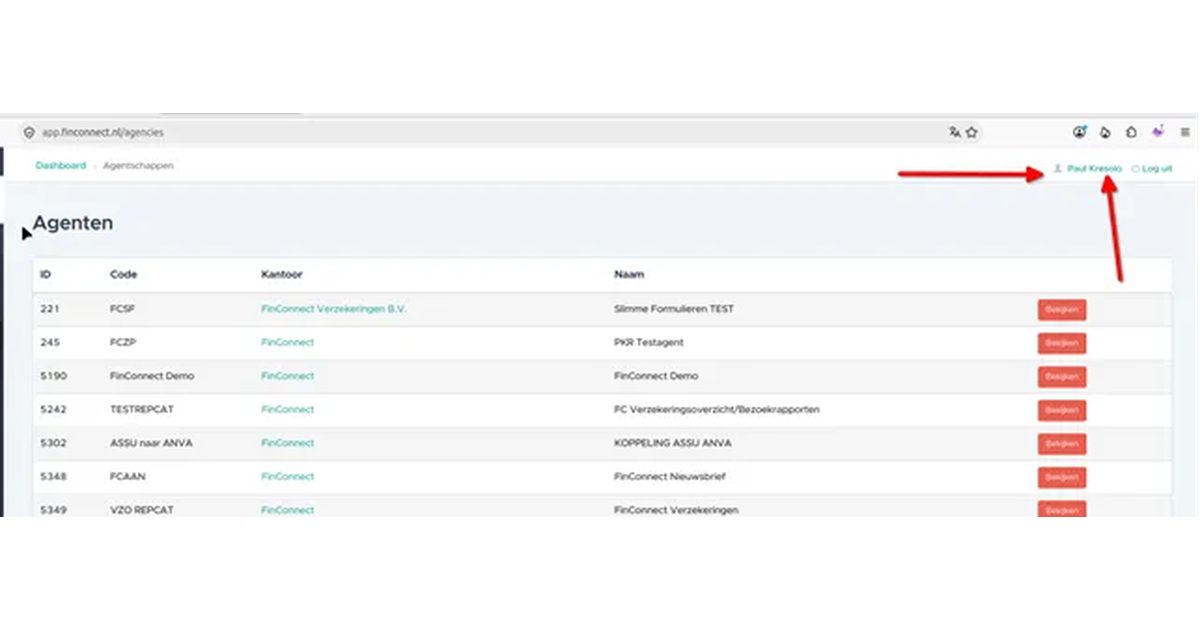 app.finconnect.nl/agencies
Dashboard - Agentschappen
Paul Kresolo Log uit
Agenten
ID Code Kantoor Naam
221 FCSF FinConnect Verzekeringen B.V. Slimme Formulieren TEST Bekijken
245 FCZP FinConnect PKR Testagent Bekijken
5190 FinConnect Demo FinConnect FinConnect Demo Bekijken
5242 TESTREPCAT FinConnect FC Verzekeringsoverzicht/Bezoekrapporten Bekijken
5302 ASSU naar ANVA FinConnect KOPPELING ASSU ANVA Bekijken
5348 FCAAN FinConnect FinConnect Nieuwsbrief Bekijken
5349 VZO REPCAT FinConnect FinConnect Verzekeringen Bekijken